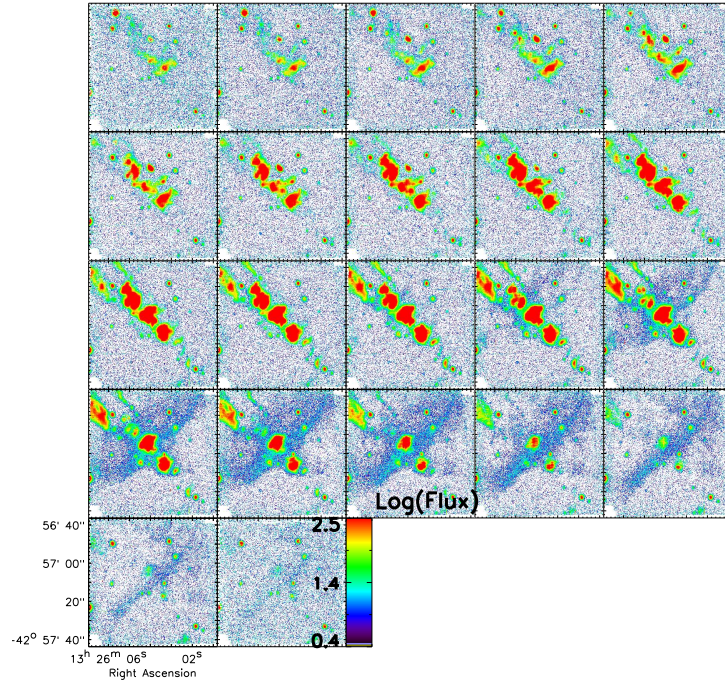 Log(Flux)
56' 40"
2.5
57' 00"
1.4
20"
-42° 57' 40"
0.4
13ʰ 26ᵐ 06ˢ 02ˢ
Right Ascension